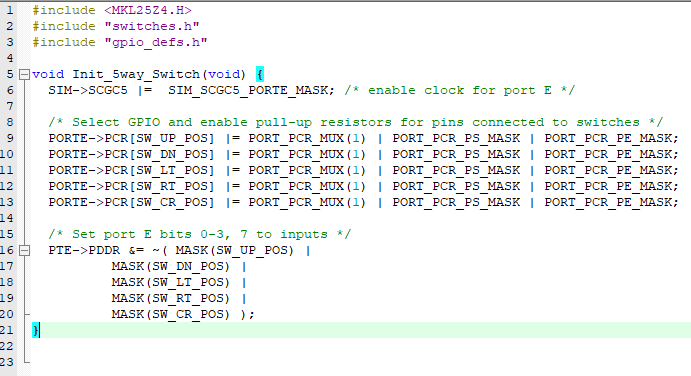 1 #include <MKL25Z4.H>
2 #include "switches.h"
3 #include "gpio_defs.h"
4
5 void Init_5way_Switch(void) {
6 SIM->SCGC5 |= SIM_SCGC5_PORTE_MASK; /* enable clock for port E */
7
8 /* Select GPIO and enable pull-up resistors for pins connected to switches */
9 PORTE->PCR[SW_UP_POS] |= PORT_PCR_MUX(1) | PORT_PCR_PS_MASK | PORT_PCR_PE_MASK;
10 PORTE->PCR[SW_DN_POS] |= PORT_PCR_MUX(1) | PORT_PCR_PS_MASK | PORT_PCR_PE_MASK;
11 PORTE->PCR[SW_LT_POS] |= PORT_PCR_MUX(1) | PORT_PCR_PS_MASK | PORT_PCR_PE_MASK;
12 PORTE->PCR[SW_RT_POS] |= PORT_PCR_MUX(1) | PORT_PCR_PS_MASK | PORT_PCR_PE_MASK;
13 PORTE->PCR[SW_CR_POS] |= PORT_PCR_MUX(1) | PORT_PCR_PS_MASK | PORT_PCR_PE_MASK;
14
15 /* Set port E bits 0-3, 7 to inputs */
16 PTE->PDDR &= ~( MASK(SW_UP_POS) |
17 MASK(SW_DN_POS) |
18 MASK(SW_LT_POS) |
19 MASK(SW_RT_POS) |
20 MASK(SW_CR_POS) );
21 }
22
23